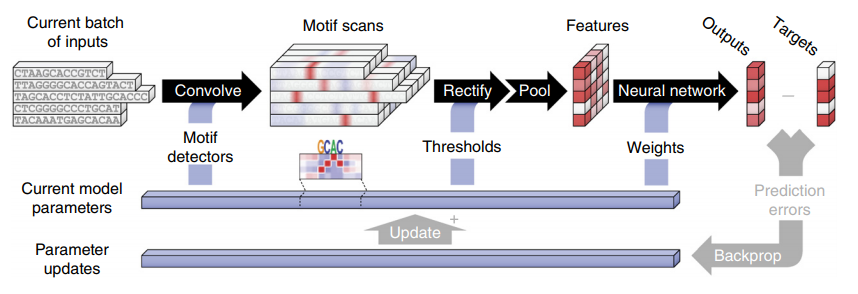 Current batch
of inputs
Motif scans
Features
Outputs
Targets
CTAAGCACCGTCT
TTAGGGGCACCAGTACT
TAGCACCTCTATTGCACCC
CTCGGGGCCCTGCAT
TACAAATGAGCACAA
Convolve
Rectify
Pool
Neural network
–
Motif
detectors
GCAC
Thresholds
Weights
Current model
parameters
Prediction
errors
Update
+
Parameter
updates
Backprop